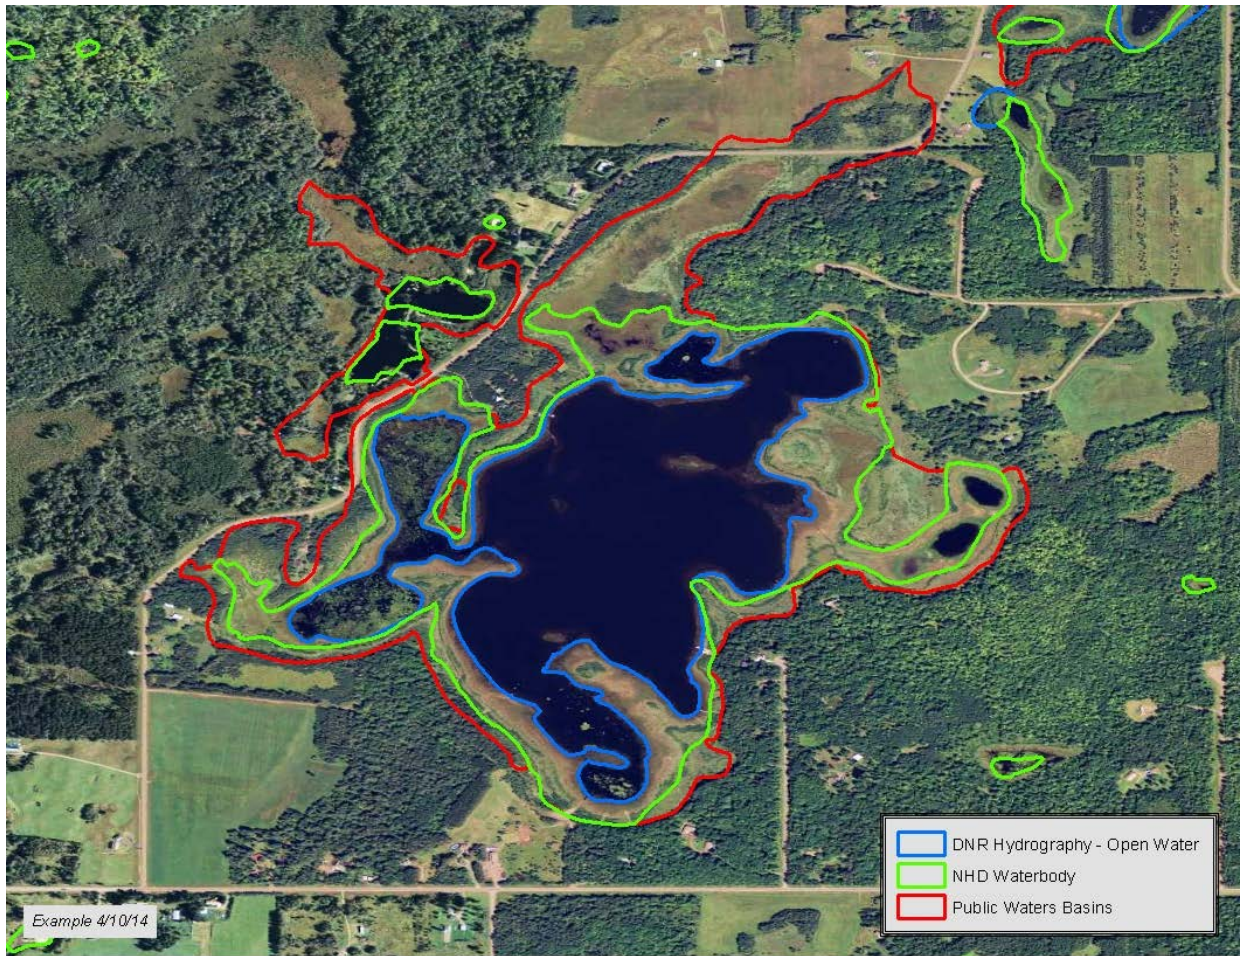 DNR Hydrography - Open Water
NHD Waterbody
Public Waters Basins
Example 4/10/14